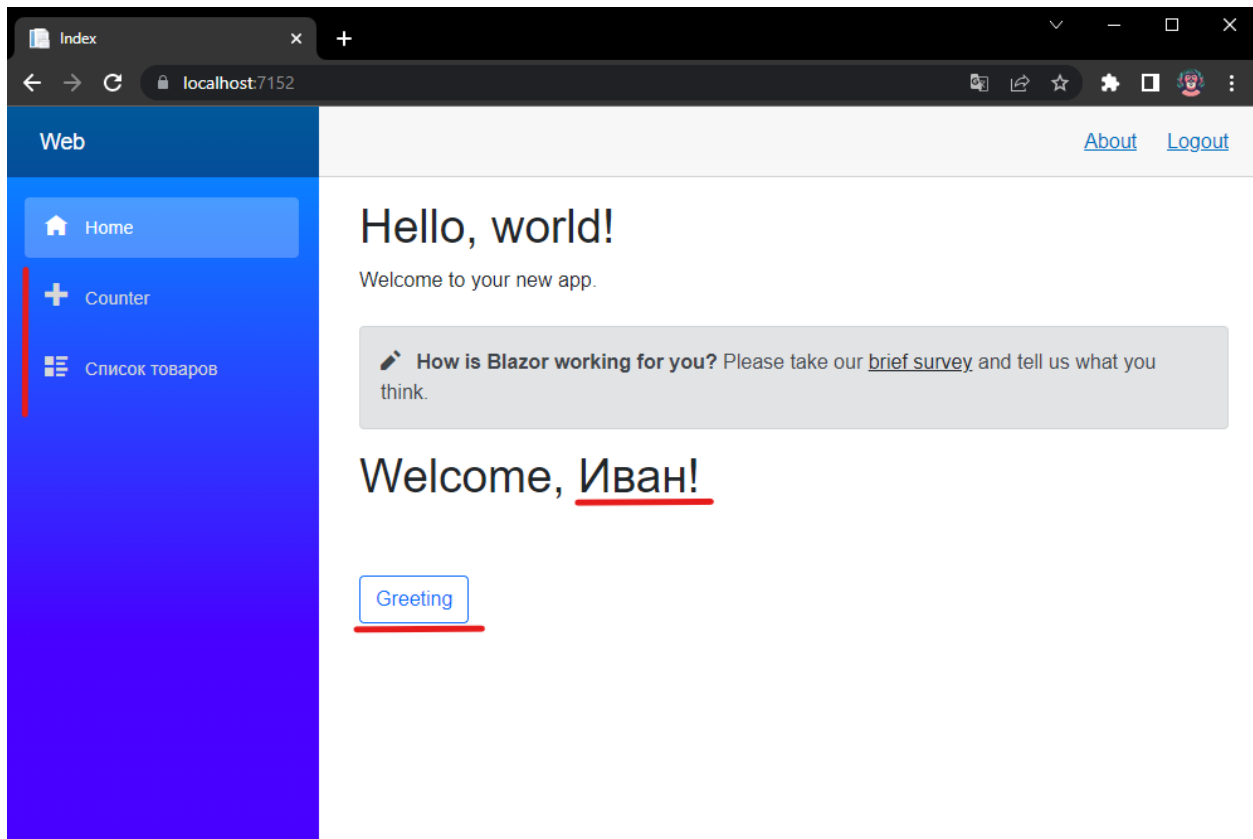 Index
localhost:7152
Web
About Logout
Home
Counter
Список товаров
Hello, world!
Welcome to your new app.
How is Blazor working for you? Please take our brief survey and tell us what you
think.
Welcome, Иван!
Greeting